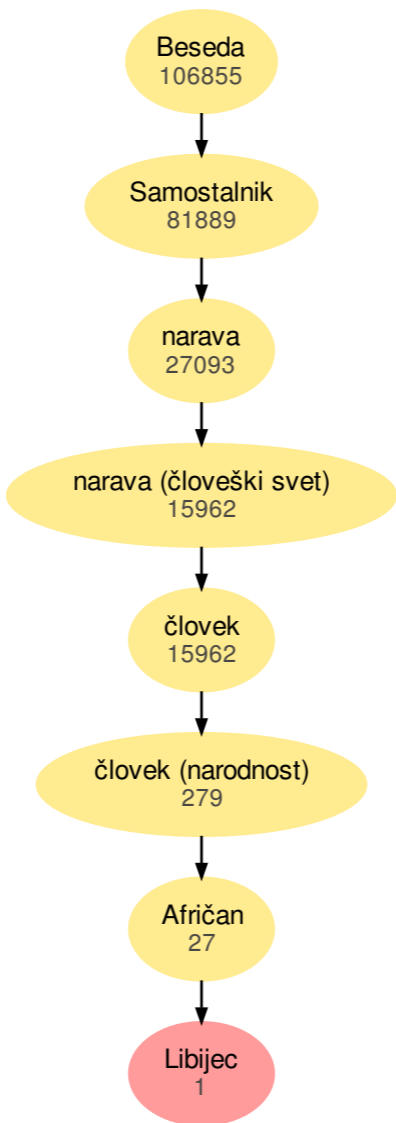 Beseda
106855
Samostalnik
81889
narava
27093
narava (človeški svet)
15962
človek
15962
človek (narodnost)
279
Afričan
27
Libijec
1